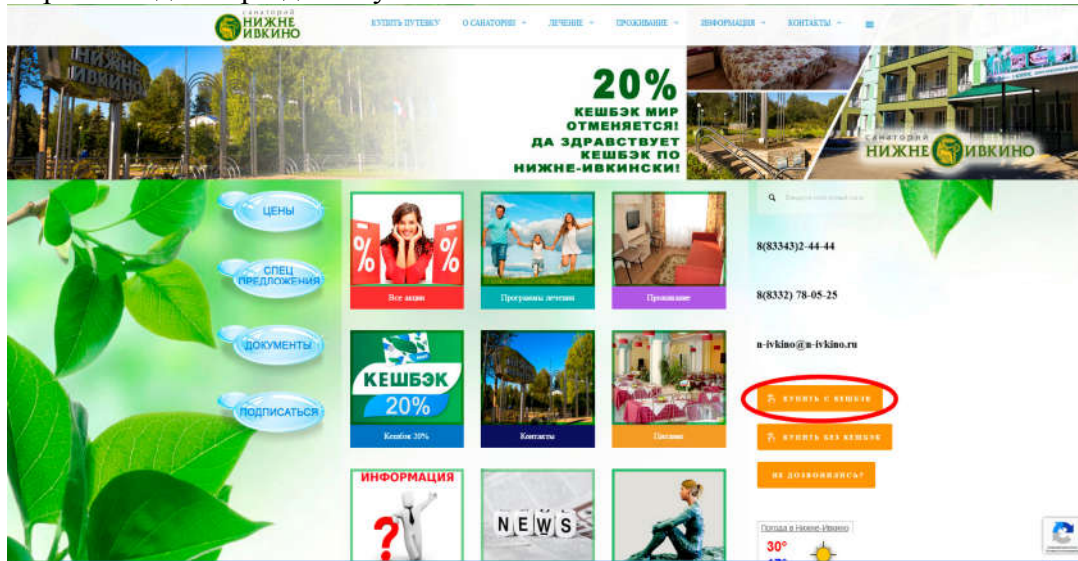 санаторий
НИЖНЕ
ИВКИНО
КУПИТЬ ПУТЕВКУ О САНАТОРИИ ЛЕЧЕНИЕ ПРОЖИВАНИЕ ИНФОРМАЦИЯ КОНТАКТЫ
НИЖНЕ
ИВКИНО
20%
КЕШБЭК МИР
ОТМЕНЯЕТСЯ!
ДА ЗДРАВСТВУЕТ
КЕШБЭК ПО
НИЖНЕ-ИВКИНСКИ!
санаторий
НИЖНЕ ИВКИНО
ЦЕНЫ
СПЕЦ
ПРЕДЛОЖЕНИЯ
ДОКУМЕНТЫ
ПОДПИСАТЬСЯ
% %
Все акции
Программы лечения
Проживание
КЕШБЭК
20%
Кешбэк 20%
Контакты
Питание
ИНФОРМАЦИЯ
?
NEWS
8(83343)2-44-44
8(8332) 78-05-25
n-ivkino@n-ivkino.ru
КУПИТЬ С КЕШБЭК
КУПИТЬ БЕЗ КЕШБЭК
НЕ ДОЗВОНИЛИСЬ?
Погода в Нижне-Ивкино
30°